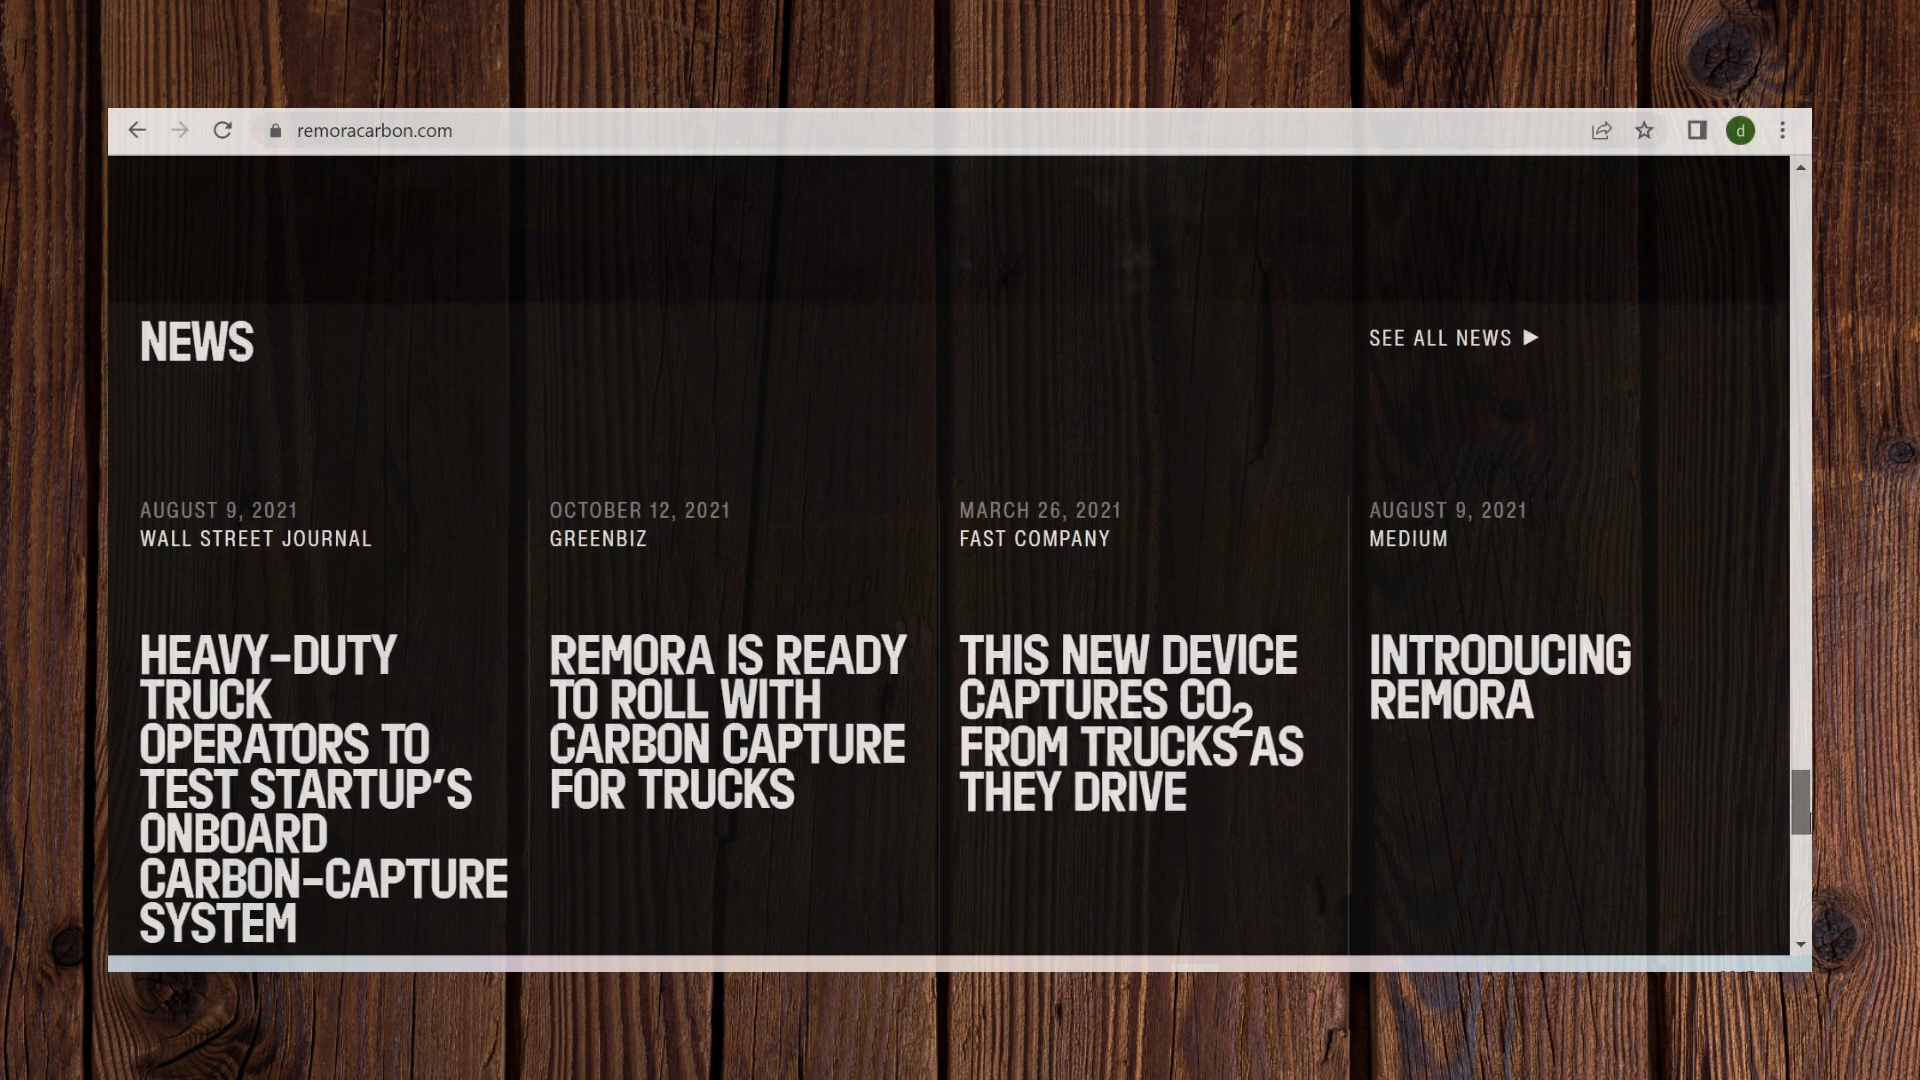 remoracarbon.com
d
NEWS
SEE ALL NEWS ▶
AUGUST 9, 2021
WALL STREET JOURNAL
HEAVY-DUTY
TRUCK
OPERATORS TO
TEST STARTUP'S
ONBOARD
CARBON-CAPTURE
SYSTEM
OCTOBER 12, 2021
GREENBIZ
REMORA IS READY
TO ROLL WITH
CARBON CAPTURE
FOR TRUCKS
MARCH 26, 2021
FAST COMPANY
THIS NEW DEVICE
CAPTURES CO₂
FROM TRUCKS AS
THEY DRIVE
AUGUST 9, 2021
MEDIUM
INTRODUCING
REMORA